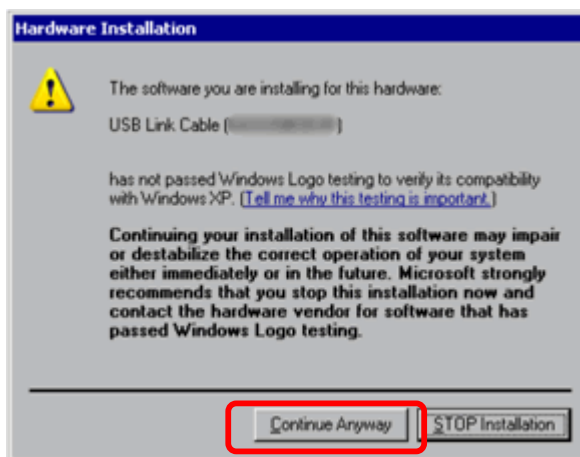 Hardware Installation
The software you are installing for this hardware:
USB Link Cable ( )
has not passed Windows Logo testing to verify its compatibility
with Windows XP. (Tell me why this testing is important.)
Continuing your installation of this software may impair
or destabilize the correct operation of your system
either immediately or in the future. Microsoft strongly
recommends that you stop this installation now and
contact the hardware vendor for software that has
passed Windows Logo testing.
Continue Anyway STOP Installation